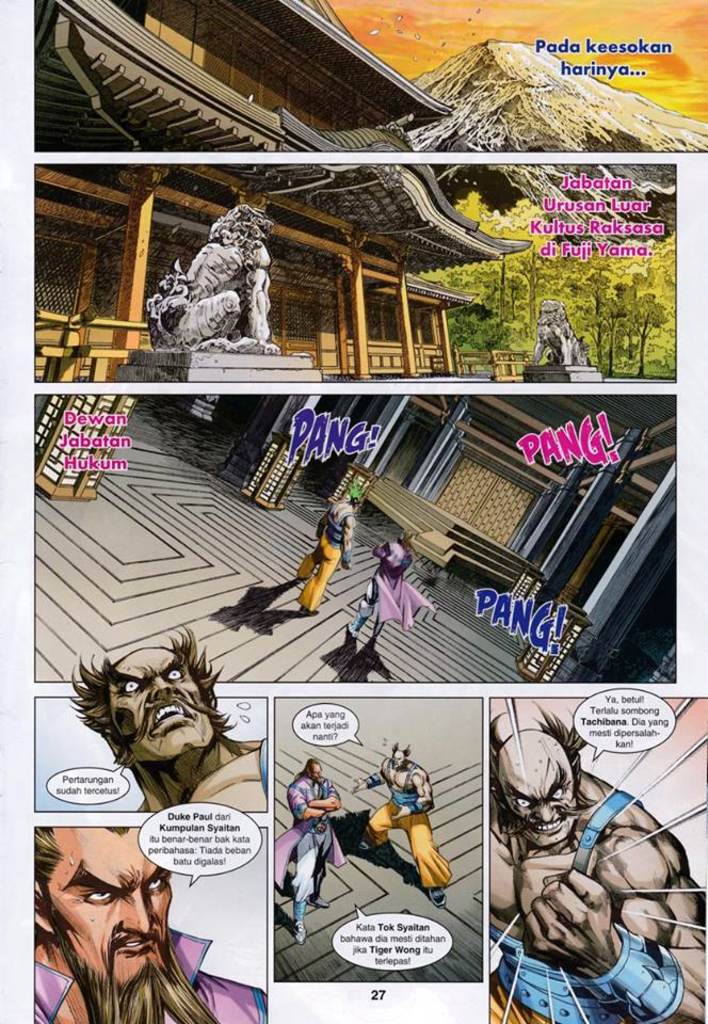 Pada keesokan
harinya...
Jabatan
Urusan Luar
Kultus Raksasa
di Fuji Yama.
Dewan
Jabatan
Hukum
PANG!
PANG!
PANG!
Pertarungan
sudah tercetus!
Duke Paul dari
Kumpulan Syaitan
itu benar-benar bak kata
peribahasa: Tiada beban
batu digalas!
Apa yang
akan terjadi
nanti?
Kata Tok Syaitan
bahawa dia mesti ditahan
jika Tiger Wong itu
terlepas!
Ya, betul!
Terlalu sombong
Tachibana. Dia yang
mesti dipersalah-
kan!
27